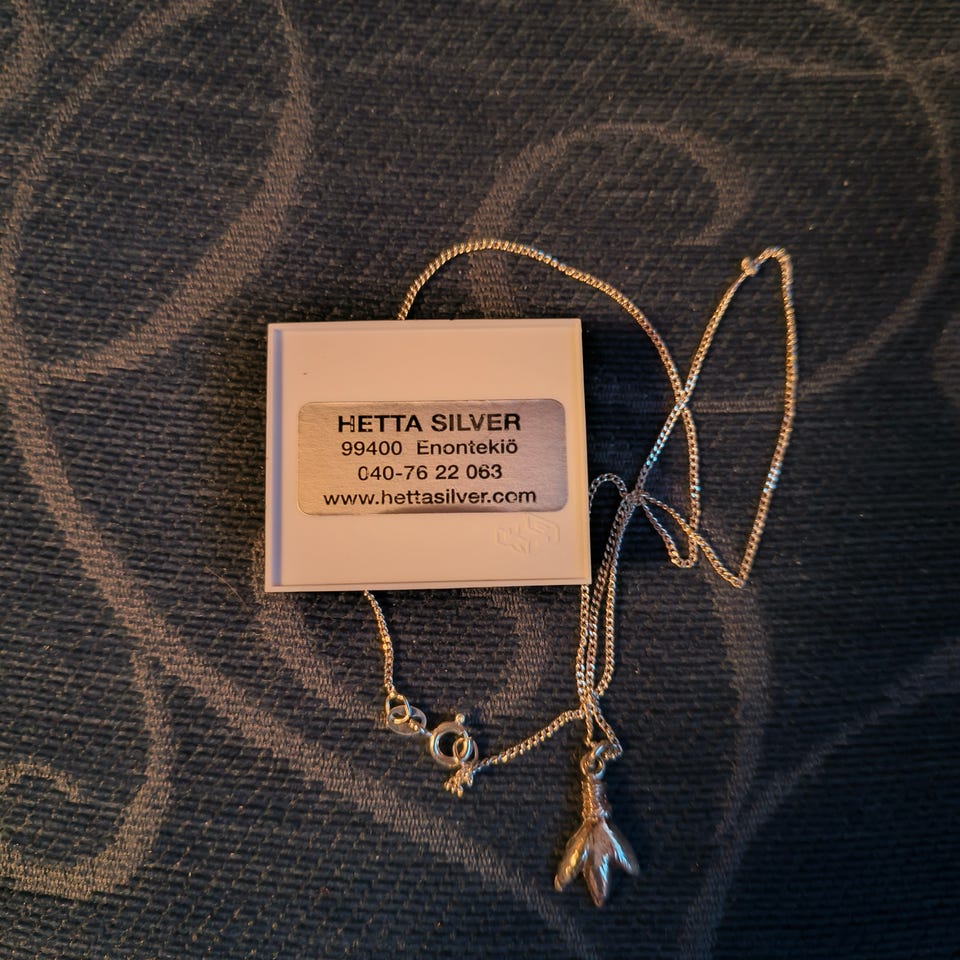 HETTA SILVER
99400 Enontekiö
040-76 22 063
www.hettasilver.com